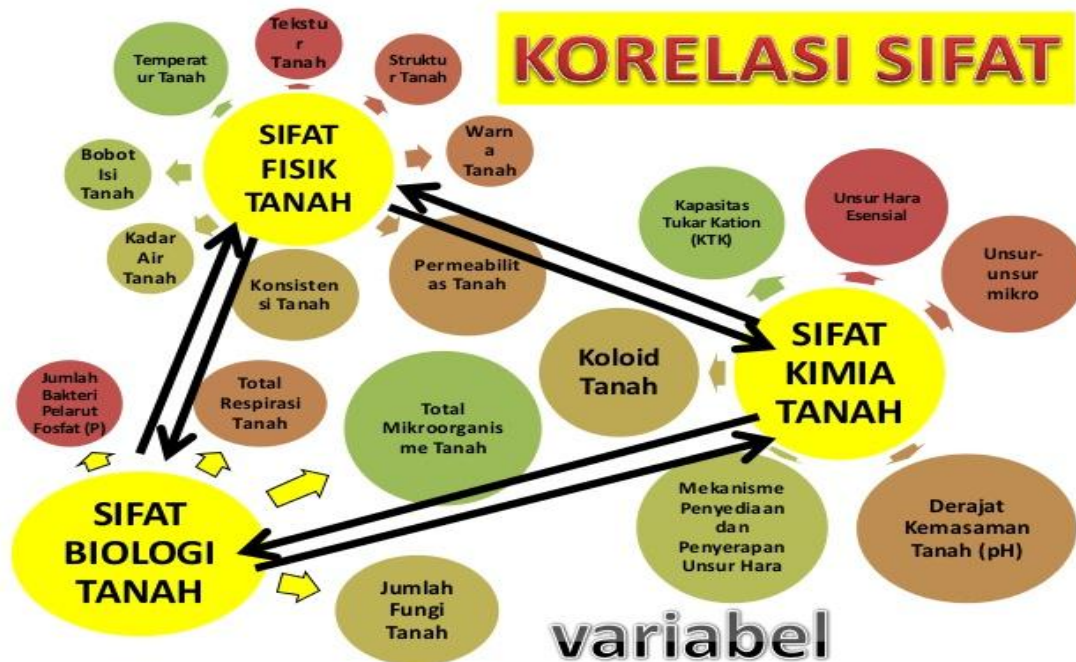 KORELASI SIFAT
Tekstu
r
Tanah
Temperat
ur Tanah
Struktu
r Tanah
SIFAT
FISIK
TANAH
Warn
a
Tanah
Bobot
Isi
Tanah
Kadar
Air
Tanah
Konsisten
si Tanah
Permeabilit
as Tanah
Kapasitas
Tukar Kation
(KTK)
Unsur Hara
Esensial
Unsur-
unsur
mikro
SIFAT
KIMIA
TANAH
Koloid
Tanah
Mekanisme
Penyediaan
dan
Penyerapan
Unsur Hara
Derajat
Kemasaman
Tanah (pH)
Jumlah
Bakteri
Pelarut
Fosfat (P)
Total
Respirasi
Tanah
Total
Mikroorganis
me Tanah
SIFAT
BIOLOGI
TANAH
Jumlah
Fungi
Tanah
variabel